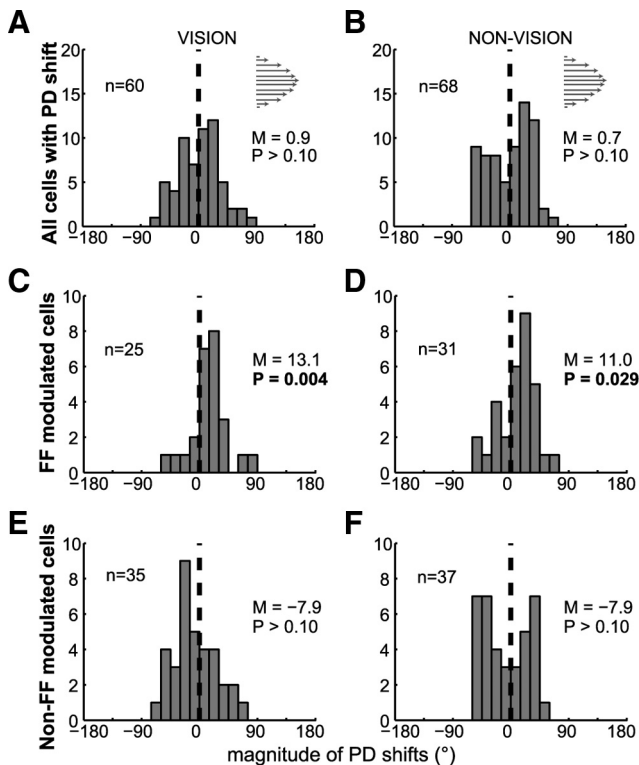 A
VISION
All cells with PD shift
20
15
10
5
0
n=60
M = 0.9
P > 0.10
−180
−90
0
90
180
B
NON-VISION
20
15
10
5
0
n=68
M = 0.7
P > 0.10
−180
−90
0
90
180
C
FF modulated cells
10
8
6
4
2
0
n=25
M = 13.1
P = 0.004
−180
−90
0
90
180
D
10
8
6
4
2
0
n=31
M = 11.0
P = 0.029
−180
−90
0
90
180
E
Non-FF modulated cells
10
8
6
4
2
0
n=35
M = −7.9
P > 0.10
−180
−90
0
90
180
F
10
8
6
4
2
0
n=37
M = −7.9
P > 0.10
−180
−90
0
90
180
magnitude of PD shifts (°)